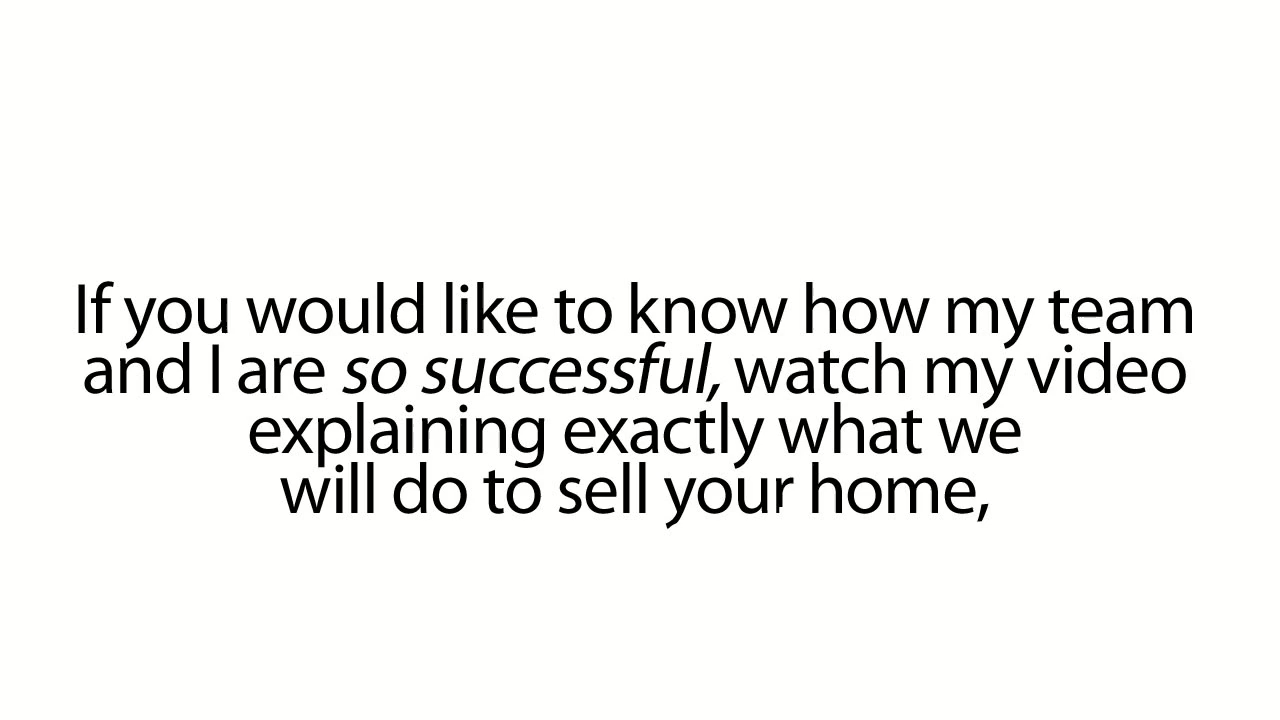 If you would like to know how my team
and I are so successful, watch my video
explaining exactly what we
will do to sell your home,